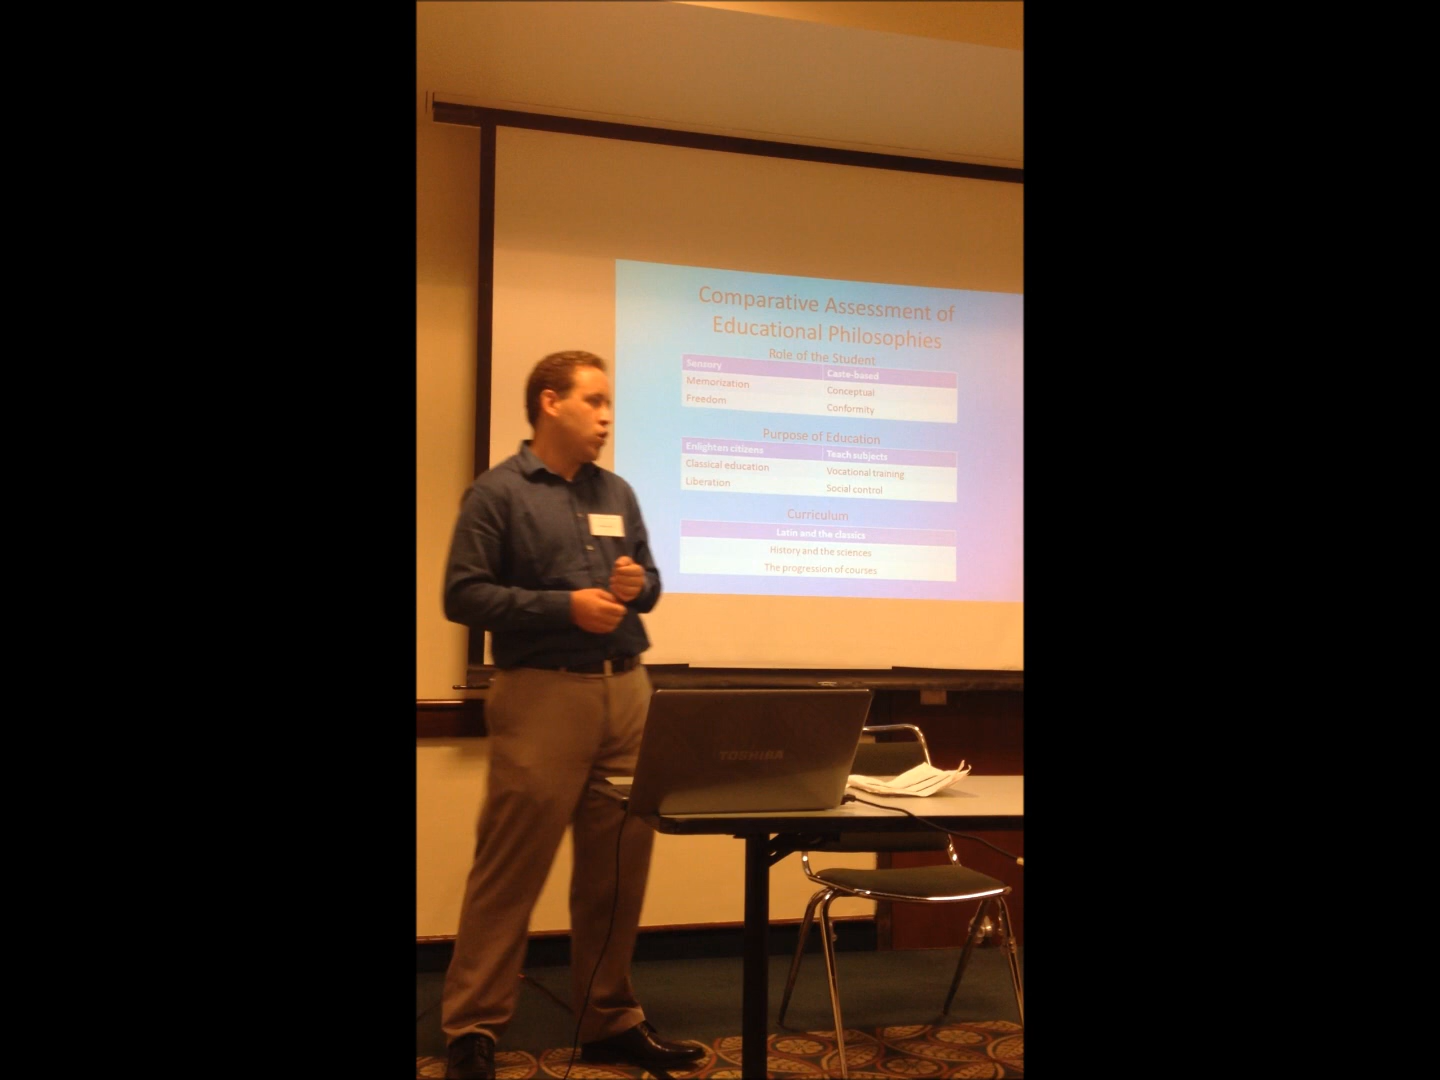 Comparative Assessment of
Educational Philosophies
Role of the Student
Sensory Caste-based
Memorization Conceptual
Freedom Conformity
Purpose of Education
Enlighten citizens Teach subjects
Classical education Vocational training
Liberation Social control
Curriculum
Latin and the classics
History and the sciences
The progression of courses
TOSHIBA